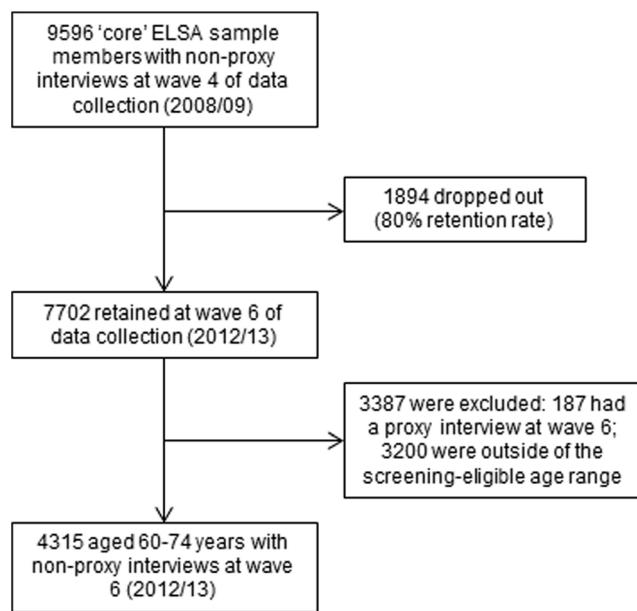 9596 ‘core’ ELSA sample
members with non-proxy
interviews at wave 4 of data
collection (2008/09)
1894 dropped out
(80% retention rate)
7702 retained at wave 6 of
data collection (2012/13)
3387 were excluded: 187 had
a proxy interview at wave 6;
3200 were outside of the
screening-eligible age range
4315 aged 60-74 years with
non-proxy interviews at wave
6 (2012/13)